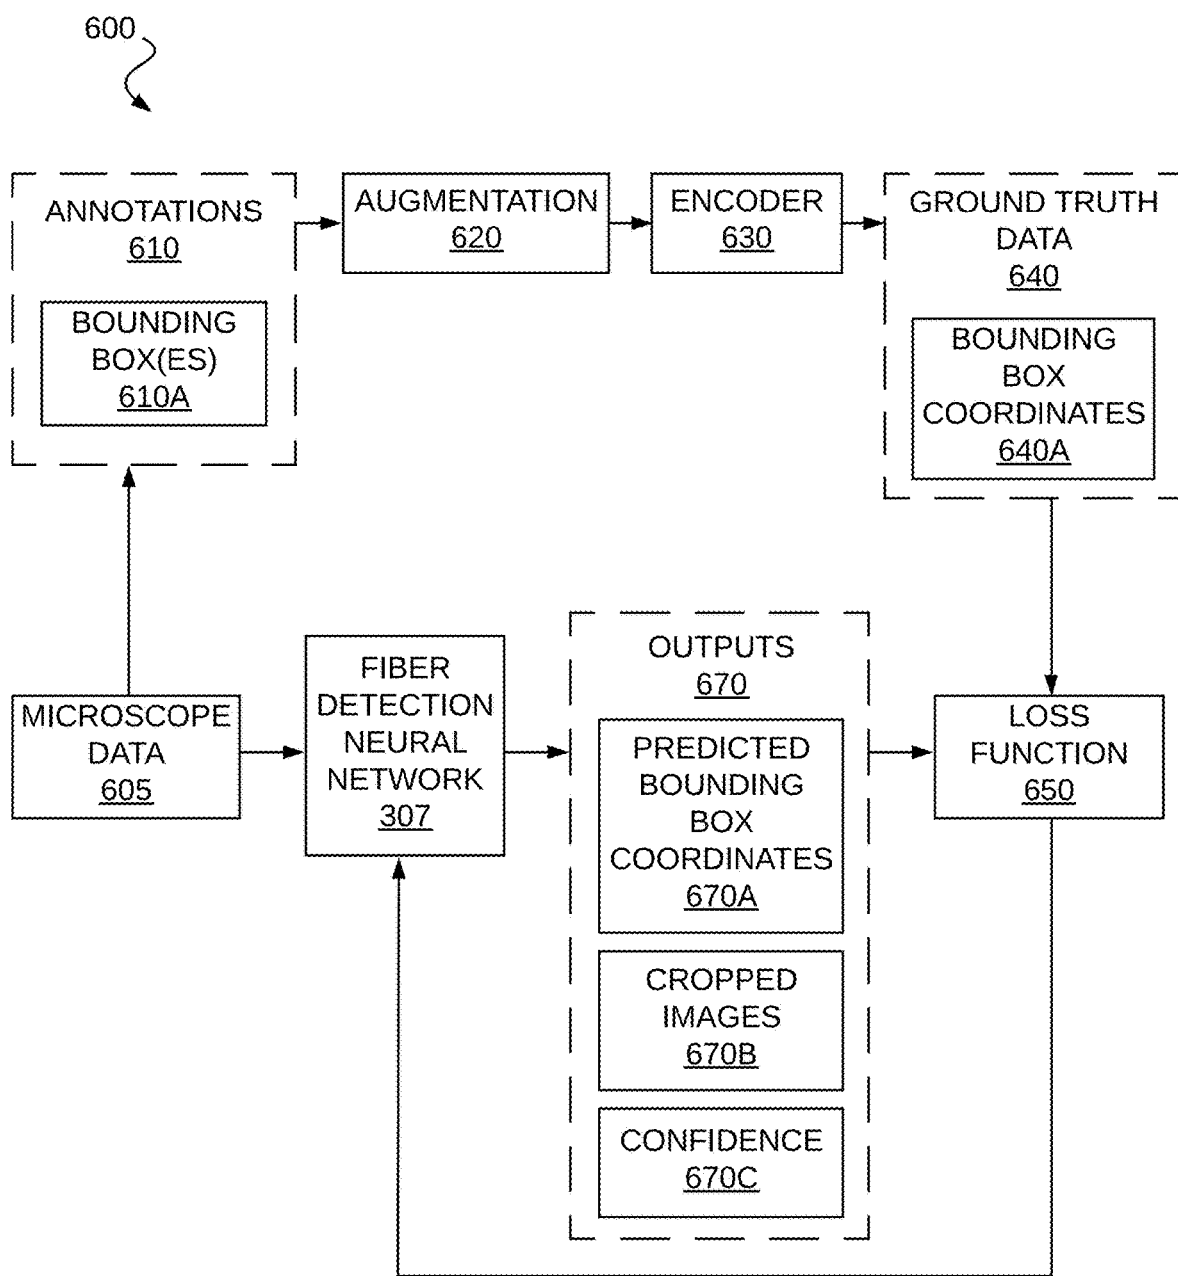 600
ANNOTATIONS
610
BOUNDING
BOX(ES)
610A
AUGMENTATION
620
ENCODER
630
GROUND TRUTH
DATA
640
BOUNDING
BOX
COORDINATES
640A
MICROSCOPE
DATA
605
FIBER
DETECTION
NEURAL
NETWORK
307
OUTPUTS
670
PREDICTED
BOUNDING
BOX
COORDINATES
670A
CROPPED
IMAGES
670B
CONFIDENCE
670C
LOSS
FUNCTION
650